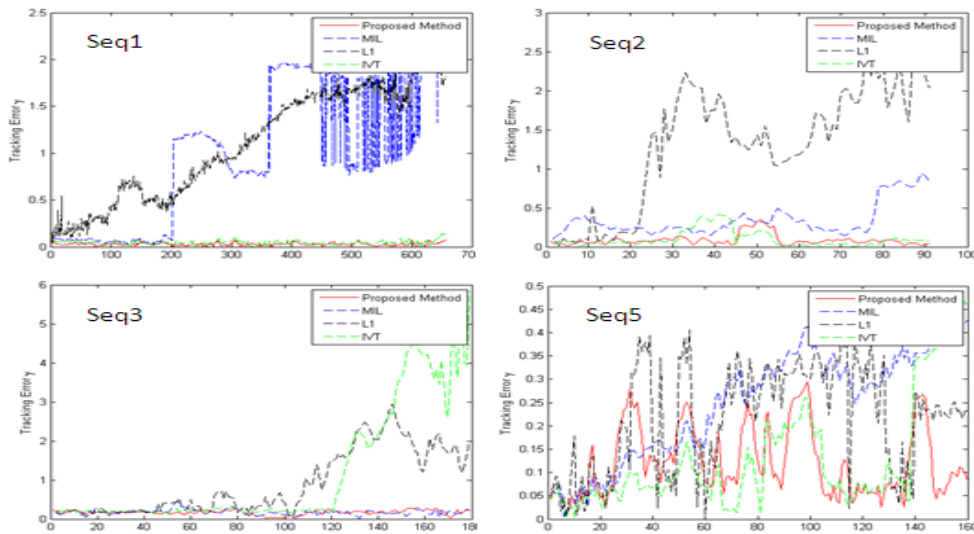 Seq1
Proposed Method
MIL
L1
IVT
Tracking Error y
2.5
2
1.5
1
0.5
0
0 100 200 300 400 500 600 70
Seq2
Proposed Method
MIL
L1
IVT
Tracking Error y
3
2.5
2
1.5
1
0.5
0
0 10 20 30 40 50 60 70 80 90 100
Seq3
Proposed Method
MIL
L1
IVT
Tracking Error y
6
5
4
3
2
1
0
0 20 40 60 80 100 120 140 160 18
Seq5
Proposed Method
MIL
L1
IVT
Tracking Error y
0.5
0.45
0.4
0.35
0.3
0.25
0.2
0.15
0.1
0.05
0
0 20 40 60 80 100 120 140 160